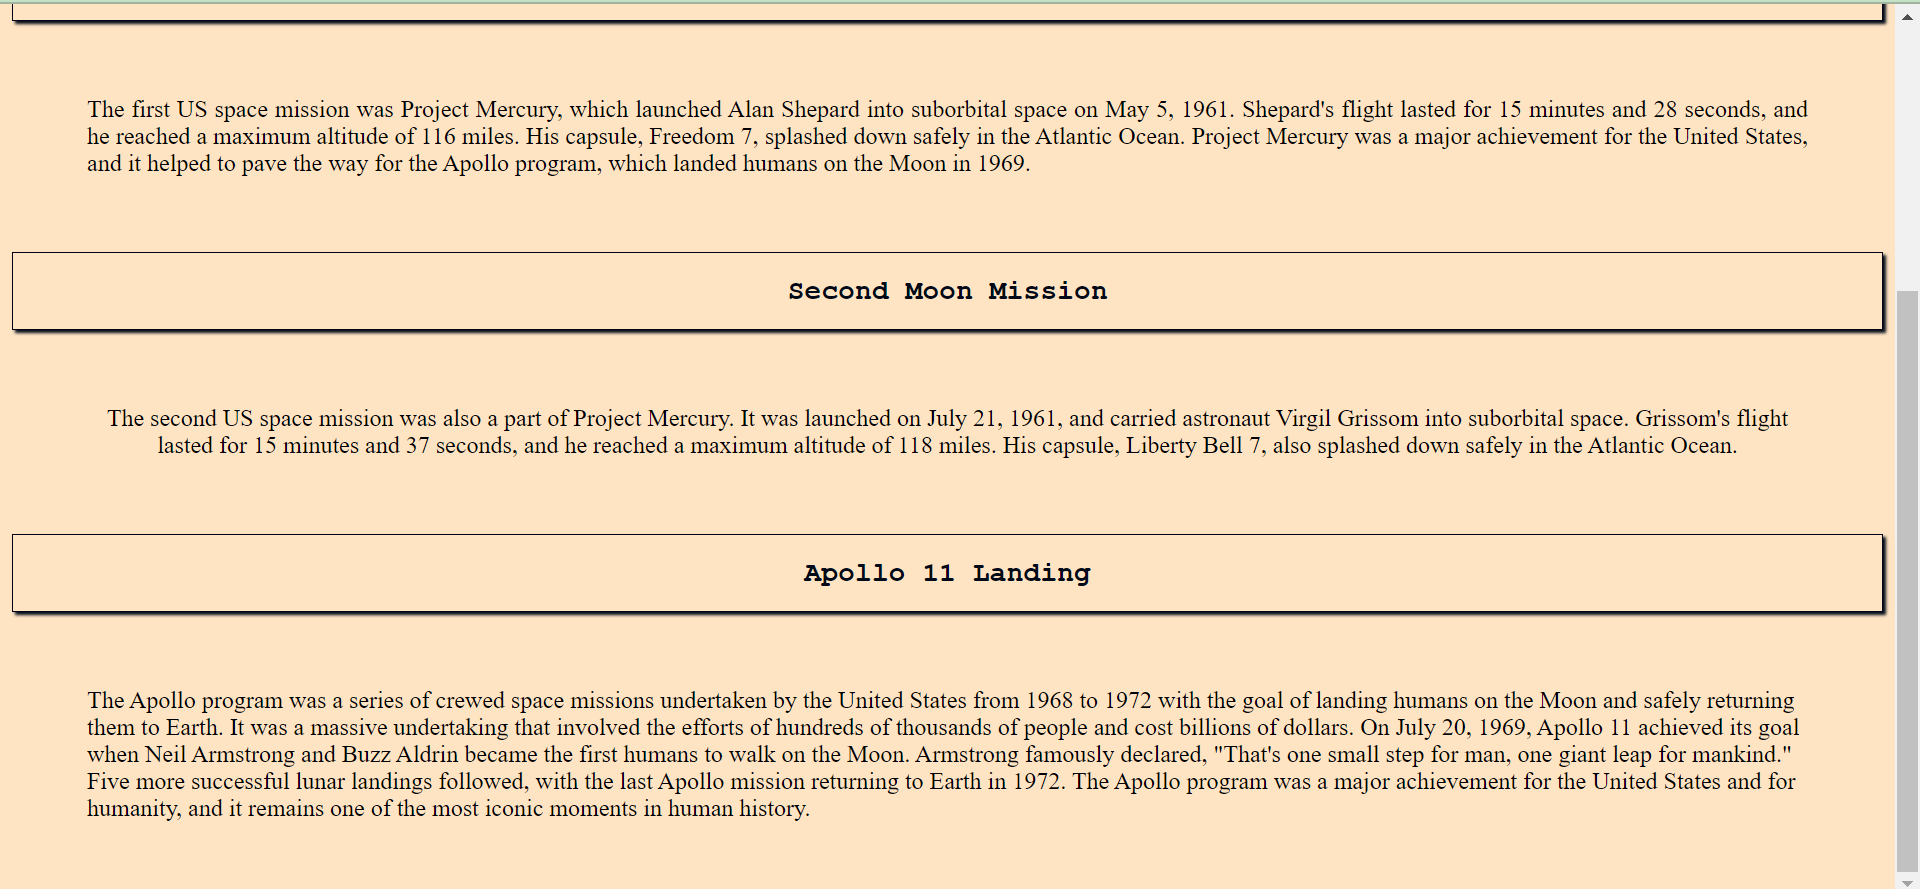 The first US space mission was Project Mercury, which launched Alan Shepard into suborbital space on May 5, 1961. Shepard's flight lasted for 15 minutes and 28 seconds, and
he reached a maximum altitude of 116 miles. His capsule, Freedom 7, splashed down safely in the Atlantic Ocean. Project Mercury was a major achievement for the United States,
and it helped to pave the way for the Apollo program, which landed humans on the Moon in 1969.
Second Moon Mission
The second US space mission was also a part of Project Mercury. It was launched on July 21, 1961, and carried astronaut Virgil Grissom into suborbital space. Grissom's flight
lasted for 15 minutes and 37 seconds, and he reached a maximum altitude of 118 miles. His capsule, Liberty Bell 7, also splashed down safely in the Atlantic Ocean.
Apollo 11 Landing
The Apollo program was a series of crewed space missions undertaken by the United States from 1968 to 1972 with the goal of landing humans on the Moon and safely returning
them to Earth. It was a massive undertaking that involved the efforts of hundreds of thousands of people and cost billions of dollars. On July 20, 1969, Apollo 11 achieved its goal
when Neil Armstrong and Buzz Aldrin became the first humans to walk on the Moon. Armstrong famously declared, "That's one small step for man, one giant leap for mankind."
Five more successful lunar landings followed, with the last Apollo mission returning to Earth in 1972. The Apollo program was a major achievement for the United States and for
humanity, and it remains one of the most iconic moments in human history.